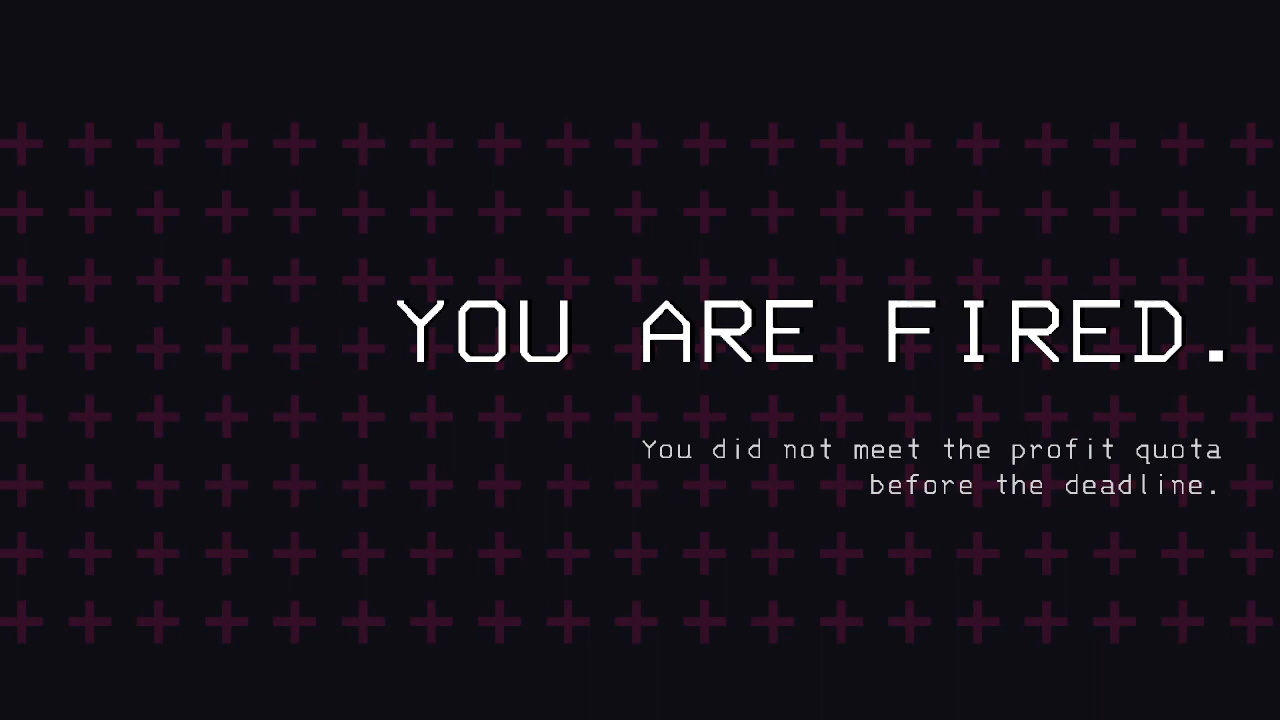 YOU ARE FIRED.
You did not meet the profit quota
before the deadline.